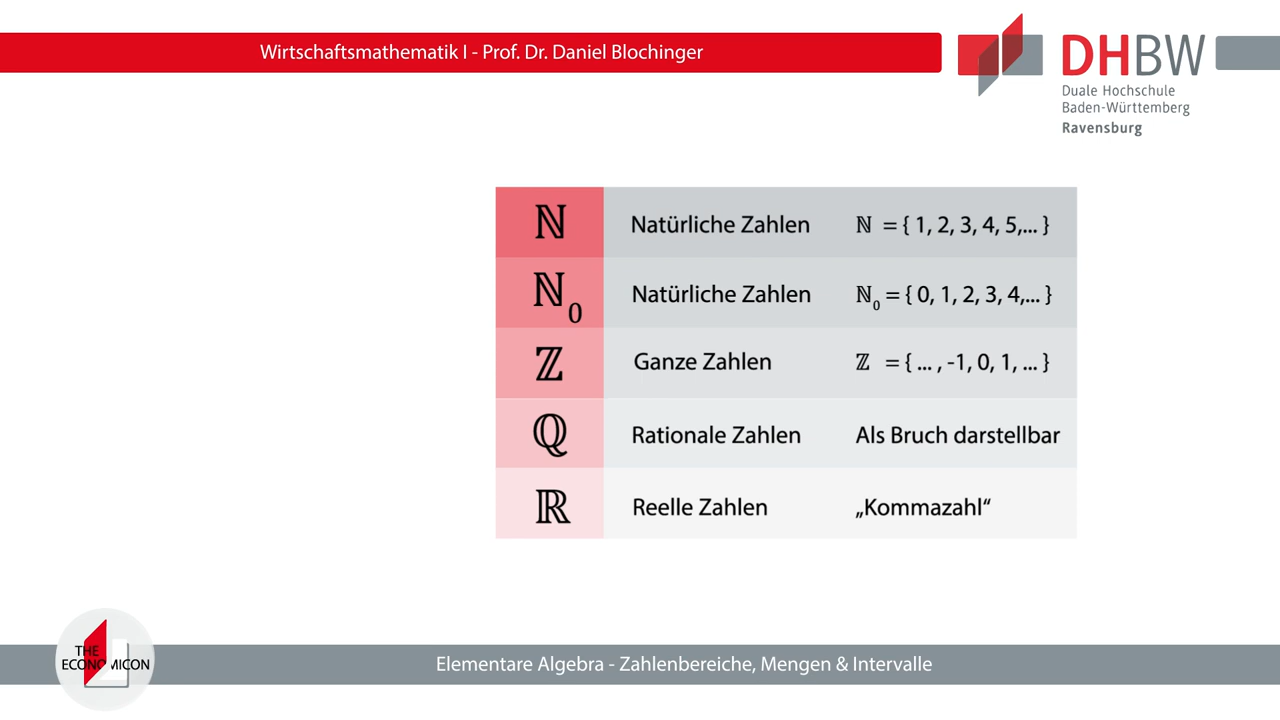 Wirtschaftsmathematik I - Prof. Dr. Daniel Blochinger
DHBW
Duale Hochschule
Baden-Württemberg
Ravensburg
ℕ Natürliche Zahlen ℕ = { 1, 2, 3, 4, 5,... }
ℕ₀ Natürliche Zahlen ℕ₀ = { 0, 1, 2, 3, 4,... }
ℤ Ganze Zahlen ℤ = { ... , -1, 0, 1, ... }
ℚ Rationale Zahlen Als Bruch darstellbar
ℝ Reelle Zahlen „Kommazahl“
THE
ECONOMICON
Elementare Algebra - Zahlenbereiche, Mengen & Intervalle